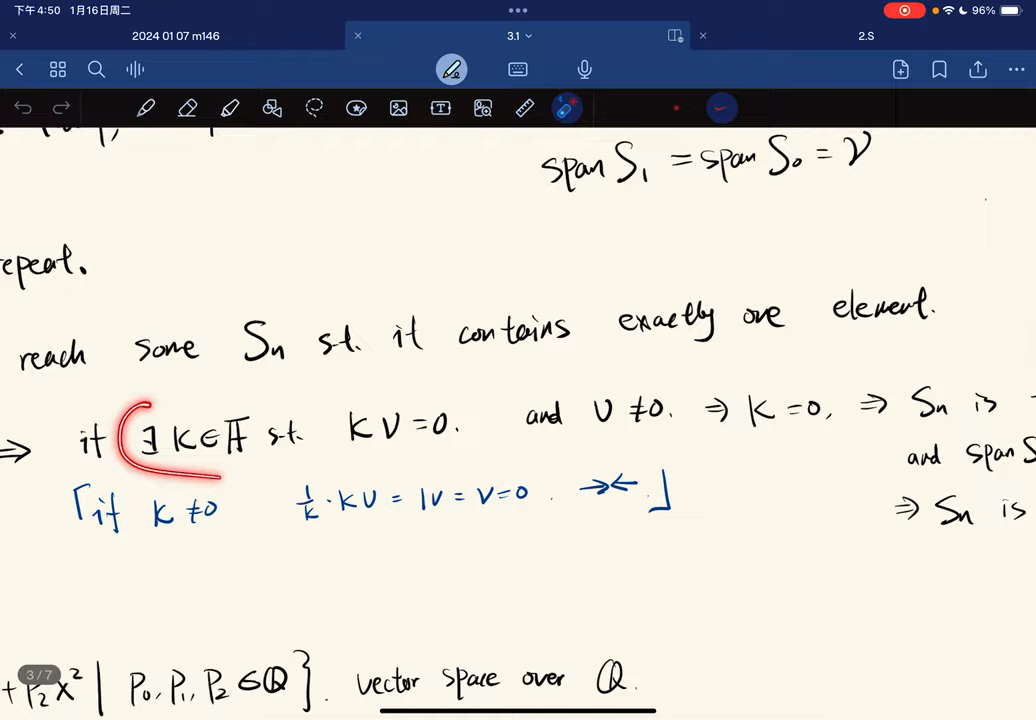 下午4:50 1月16日周二
96%
2024 01 07 m146
3.1
2.S
span S₁ = span S₀ = V
repeat.
reach some Sₙ st. it contains exactly one element.
⇒ if ∃ K ∈ 𝔽 st. K v = 0. and v ≠ 0. ⇒ K = 0, ⇒ Sₙ is
and span S
「if K ≠ 0 1/K · K v = 1v = v = 0. →← 」
⇒ Sₙ is
3/7
+ P₂x² | P₀, P₁, P₂ ∈ ℚ }. vector space over ℚ.